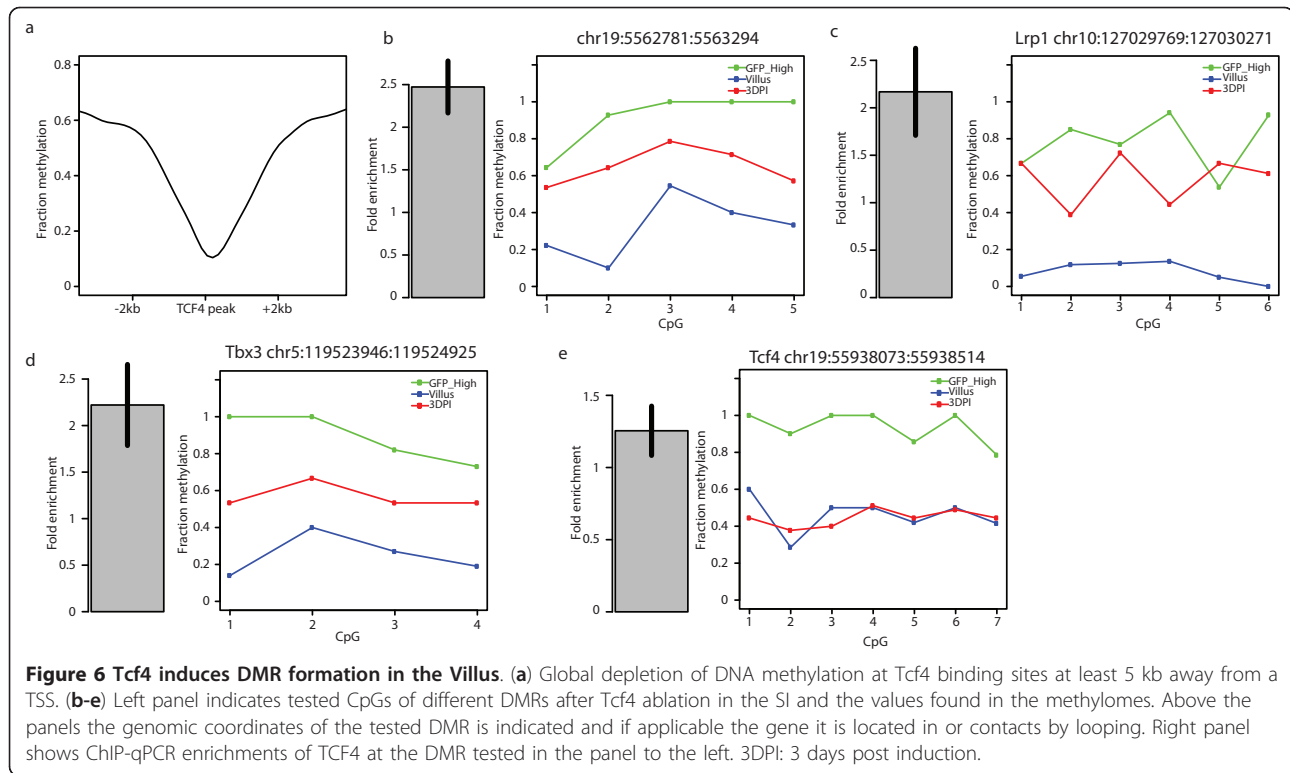 a
0.8
0.6
0.4
0.2
0
Fraction methylation
-2kb
TCF4 peak
+2kb
b
2.5
2
1.5
1
0.5
0
Fold enrichment
chr19:5562781:5563294
GFP_High
Villus
3DPI
1
0.8
0.6
0.4
0.2
0
Fraction methylation
1 2 3 4 5
CpG
c
2.5
2
1.5
1
0.5
0
Fold enrichment
Lrp1 chr10:127029769:127030271
GFP_High
Villus
3DPI
1
0.8
0.6
0.4
0.2
0
Fraction methylation
1 2 3 4 5 6
CpG
d
2.5
2
1.5
1
0.5
0
Fold enrichment
Tbx3 chr5:119523946:119524925
GFP_High
Villus
3DPI
1
0.8
0.6
0.4
0.2
0
Fraction methylation
1 2 3 4
CpG
e
1.5
1
0.5
0
Fold enrichment
Tcf4 chr19:55938073:55938514
GFP_High
Villus
3DPI
1
0.8
0.6
0.4
0.2
0
Fraction methylation
1 2 3 4 5 6 7
CpG
Figure 6 Tcf4 induces DMR formation in the Villus. (a) Global depletion of DNA methylation at Tcf4 binding sites at least 5 kb away from a
TSS. (b-e) Left panel indicates tested CpGs of different DMRs after Tcf4 ablation in the SI and the values found in the methylomes. Above the
panels the genomic coordinates of the tested DMR is indicated and if applicable the gene it is located in or contacts by looping. Right panel
shows ChIP-qPCR enrichments of TCF4 at the DMR tested in the panel to the left. 3DPI: 3 days post induction.